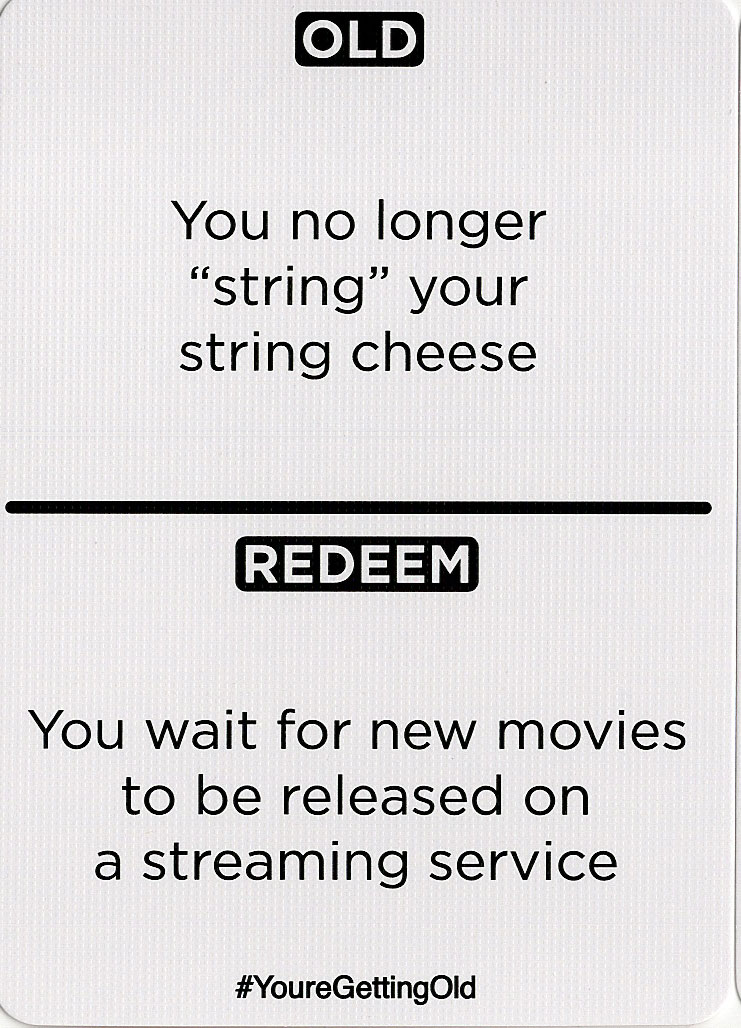 OLD
You no longer
“string” your
string cheese
REDEEM
You wait for new movies
to be released on
a streaming service
#YoureGettingOld